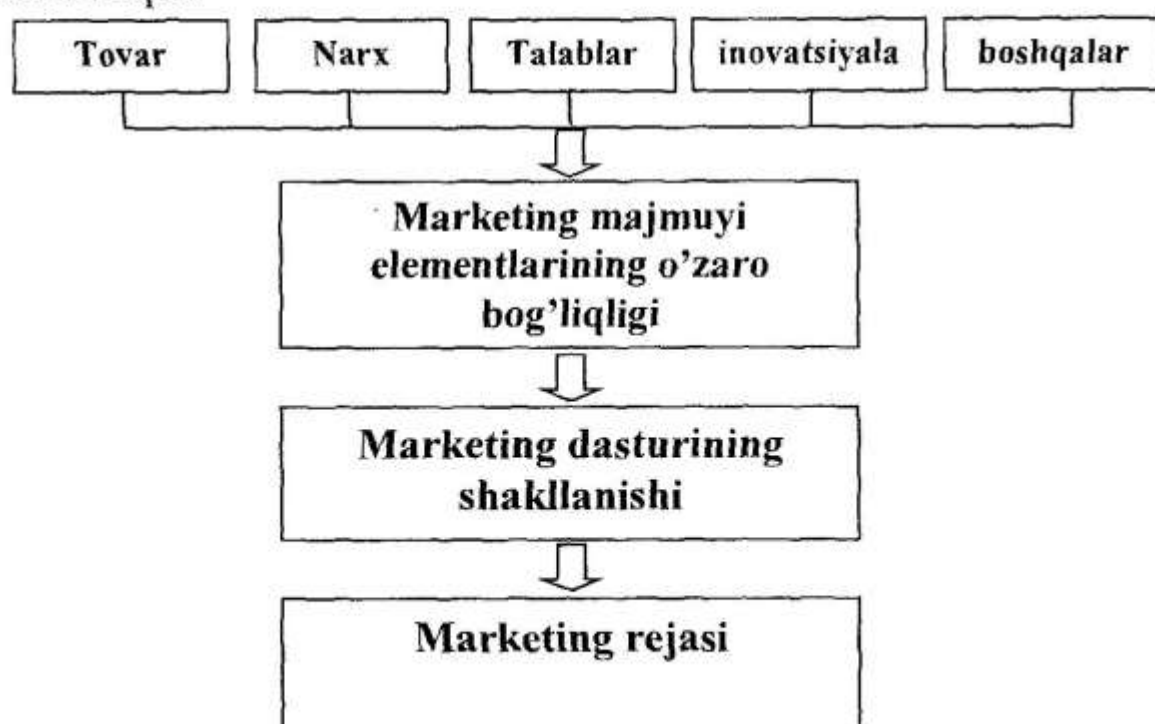 Tovar
Narx
Talablar
inovatsiyala
boshqalar
Marketing majmuyi
elementlarining o’zaro
bog’liqligi
Marketing dasturining
shakllanishi
Marketing rejasi